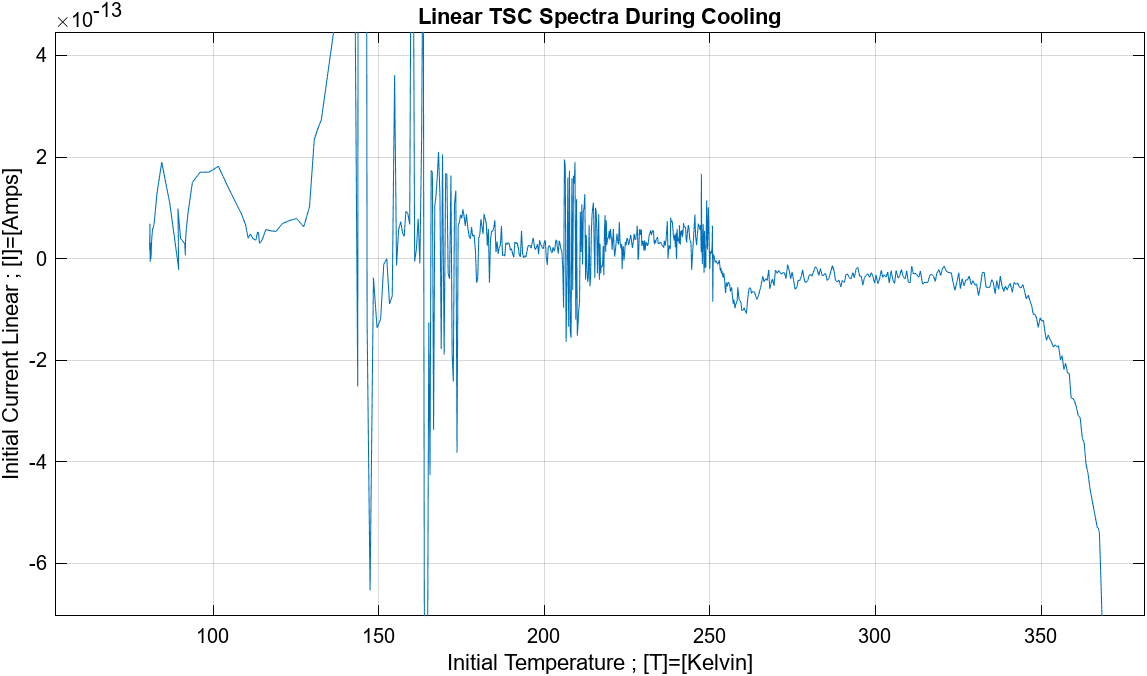 ×10-13
Linear TSC Spectra During Cooling
Initial Current Linear ; [I]=[Amps]
4
2
0
-2
-4
-6
100 150 200 250 300 350
Initial Temperature ; [T]=[Kelvin]